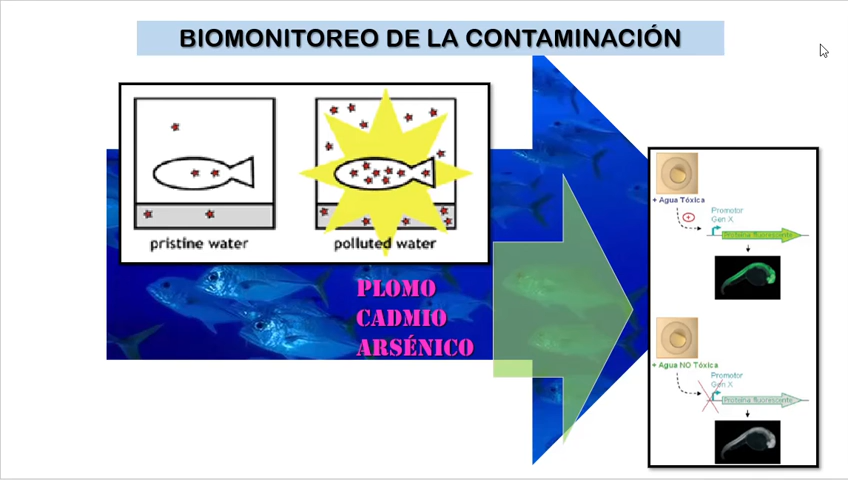 BIOMONITOREO DE LA CONTAMINACIÓN
pristine water
polluted water
PLOMO
CADMIO
ARSÉNICO
+ Agua Tóxica
Promotor
Gen X
Proteína fluorescente
+ Agua NO Tóxica
Promotor
Gen X
Proteína fluorescente